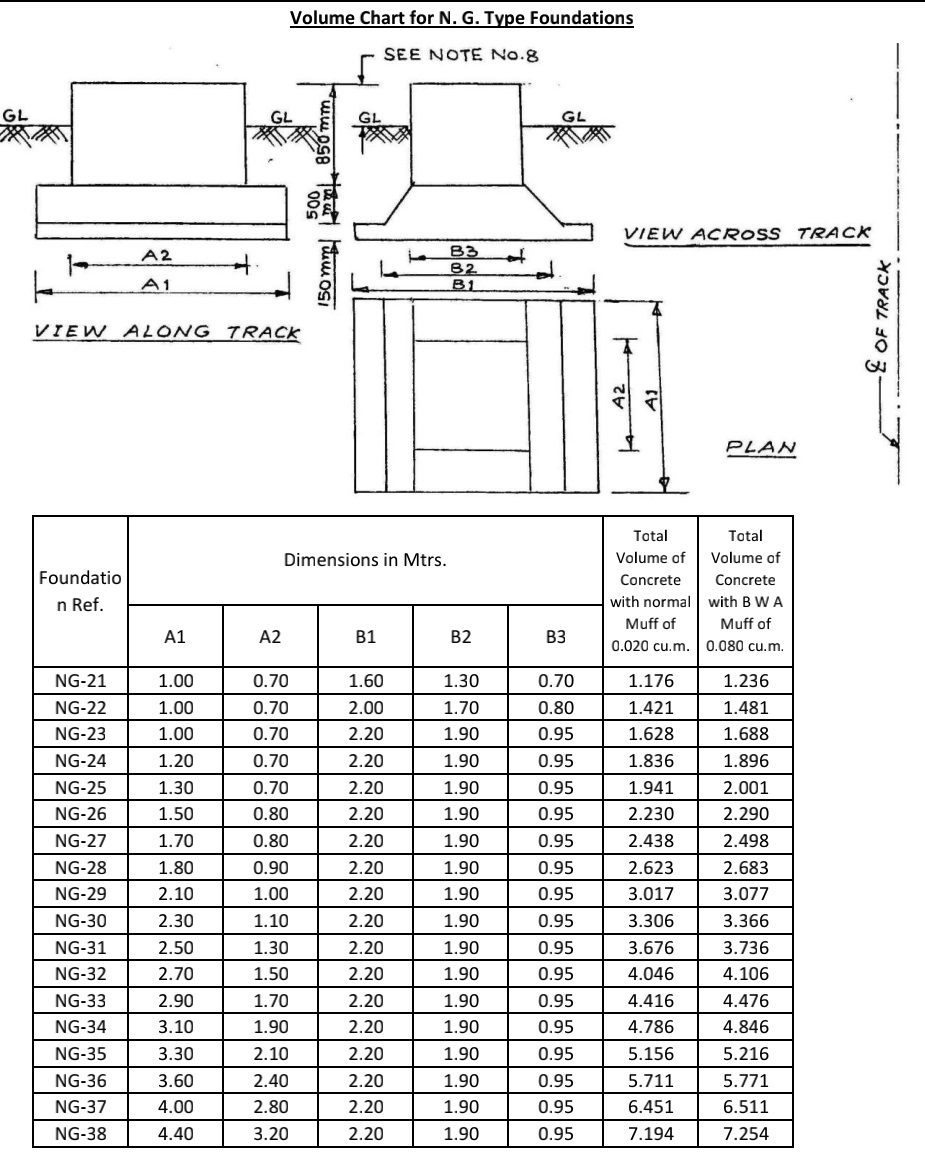 Volume Chart for N. G. Type Foundations
SEE NOTE No.8
GL
GL
GL
GL
850mm
500
mm
150mm
A2
A1
B3
B2
B1
VIEW ALONG TRACK
VIEW ACROSS TRACK
A2
A1
PLAN
℄ OF TRACK
Foundatio
n Ref.
Dimensions in Mtrs.
Total
Volume of
Concrete
with normal
Muff of
0.020 cu.m.
Total
Volume of
Concrete
with B W A
Muff of
0.080 cu.m.
A1 A2 B1 B2 B3
NG-21 1.00 0.70 1.60 1.30 0.70 1.176 1.236
NG-22 1.00 0.70 2.00 1.70 0.80 1.421 1.481
NG-23 1.00 0.70 2.20 1.90 0.95 1.628 1.688
NG-24 1.20 0.70 2.20 1.90 0.95 1.836 1.896
NG-25 1.30 0.70 2.20 1.90 0.95 1.941 2.001
NG-26 1.50 0.80 2.20 1.90 0.95 2.230 2.290
NG-27 1.70 0.80 2.20 1.90 0.95 2.438 2.498
NG-28 1.80 0.90 2.20 1.90 0.95 2.623 2.683
NG-29 2.10 1.00 2.20 1.90 0.95 3.017 3.077
NG-30 2.30 1.10 2.20 1.90 0.95 3.306 3.366
NG-31 2.50 1.30 2.20 1.90 0.95 3.676 3.736
NG-32 2.70 1.50 2.20 1.90 0.95 4.046 4.106
NG-33 2.90 1.70 2.20 1.90 0.95 4.416 4.476
NG-34 3.10 1.90 2.20 1.90 0.95 4.786 4.846
NG-35 3.30 2.10 2.20 1.90 0.95 5.156 5.216
NG-36 3.60 2.40 2.20 1.90 0.95 5.711 5.771
NG-37 4.00 2.80 2.20 1.90 0.95 6.451 6.511
NG-38 4.40 3.20 2.20 1.90 0.95 7.194 7.254